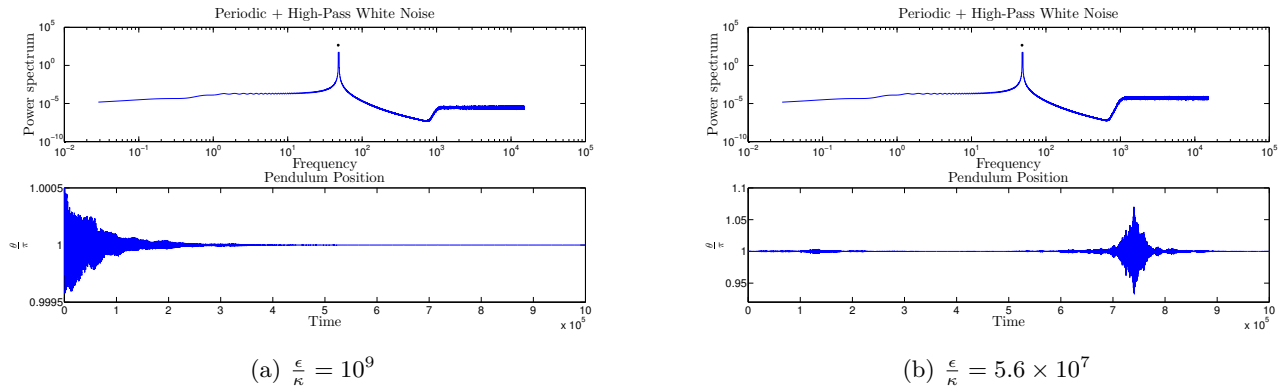 Periodic + High-Pass White Noise
Power spectrum
10^5
10^0
10^−5
10^−10
10^−2 10^−1 10^0 10^1 10^2 10^3 10^4 10^5
Frequency
Pendulum Position
θ/π
1.0005
1
0.9995
0 1 2 3 4 5 6 7 8 9 10
x 10^5
Time
(a) ϵ/κ = 10^9
Periodic + High-Pass White Noise
Power spectrum
10^5
10^0
10^−5
10^−10
10^−2 10^−1 10^0 10^1 10^2 10^3 10^4 10^5
Frequency
Pendulum Position
θ/π
1.1
1.05
1
0.95
0 1 2 3 4 5 6 7 8 9 10
x 10^5
Time
(b) ϵ/κ = 5.6 × 10^7